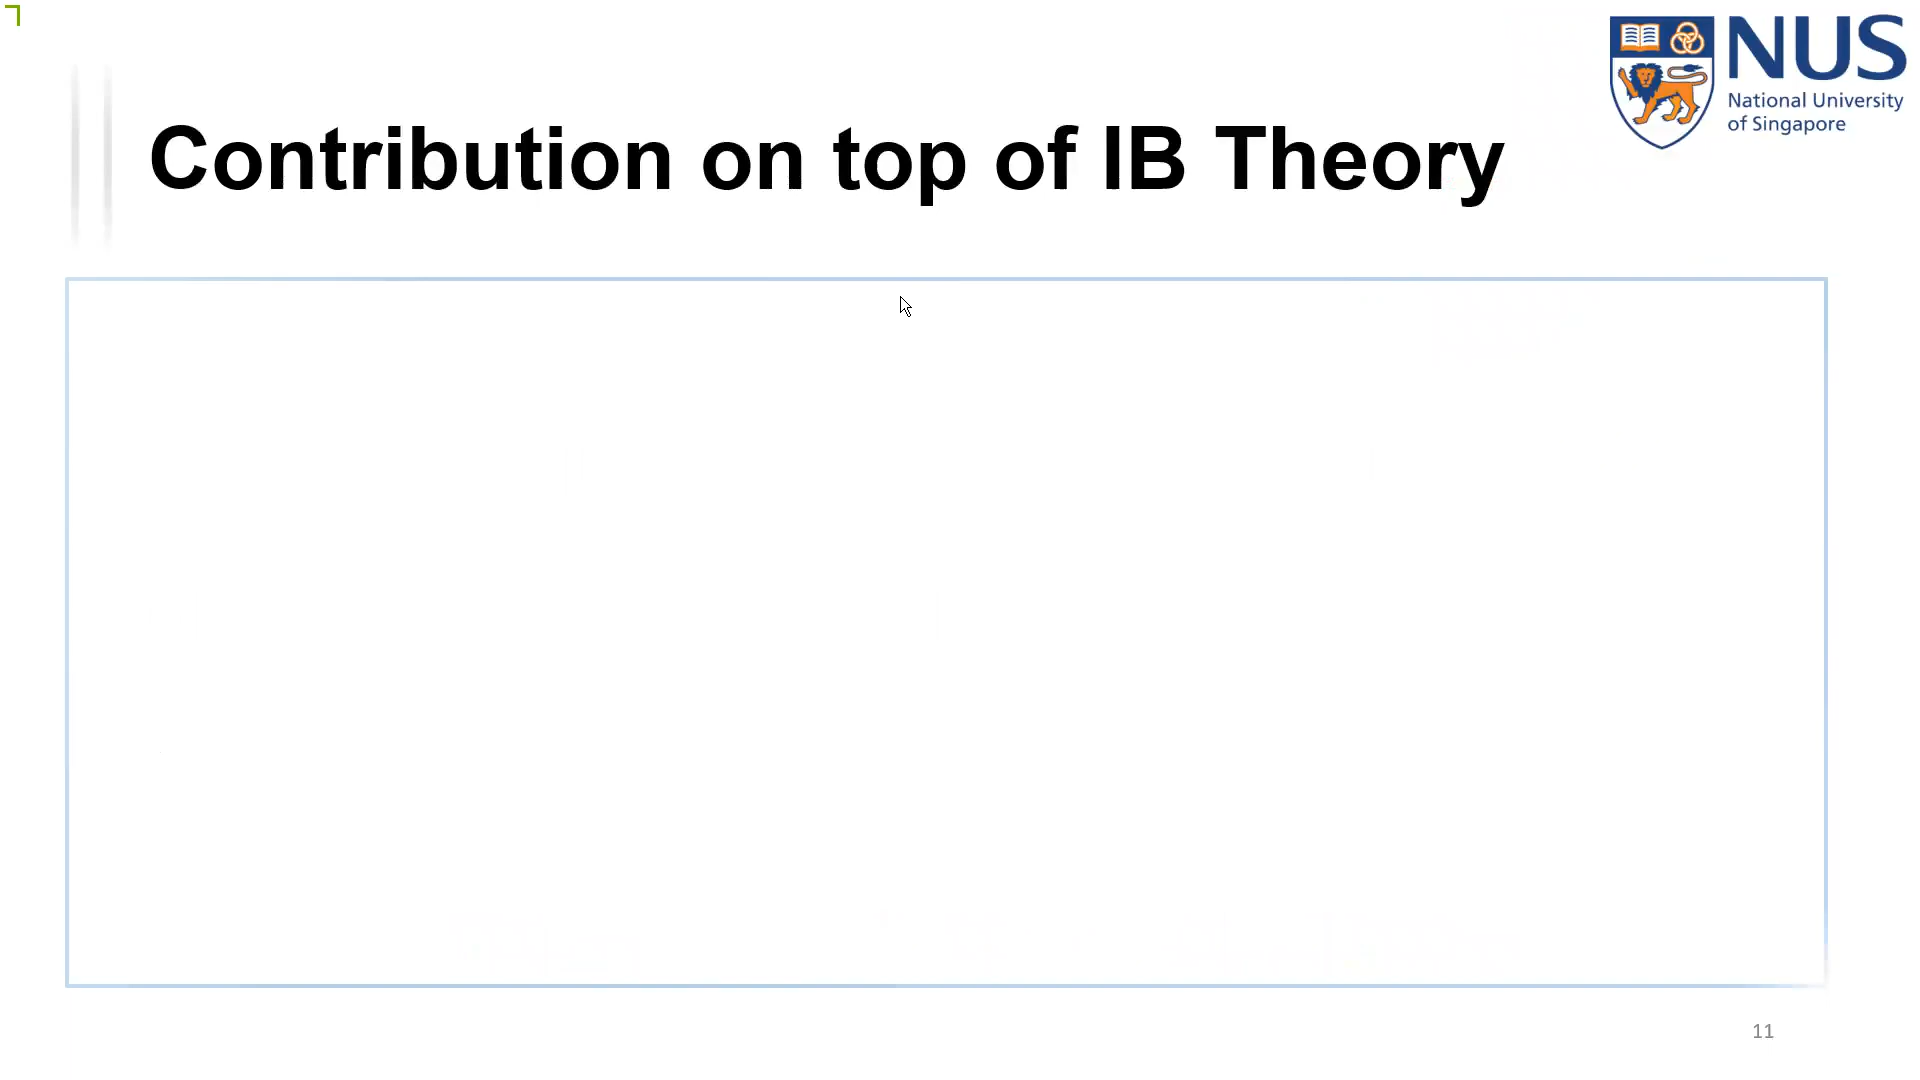 NUS
National University
of Singapore
Contribution on top of IB Theory
11